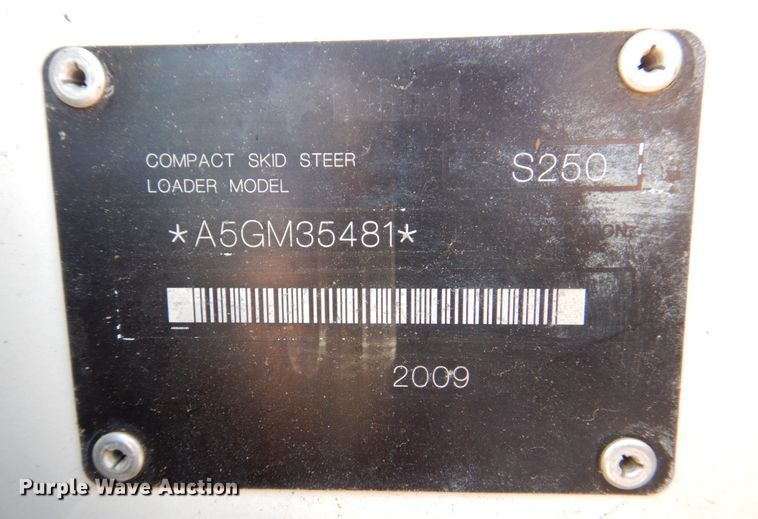 COMPACT SKID STEER
LOADER MODEL
S250
*A5GM35481*
2009
Purple Wave Auction